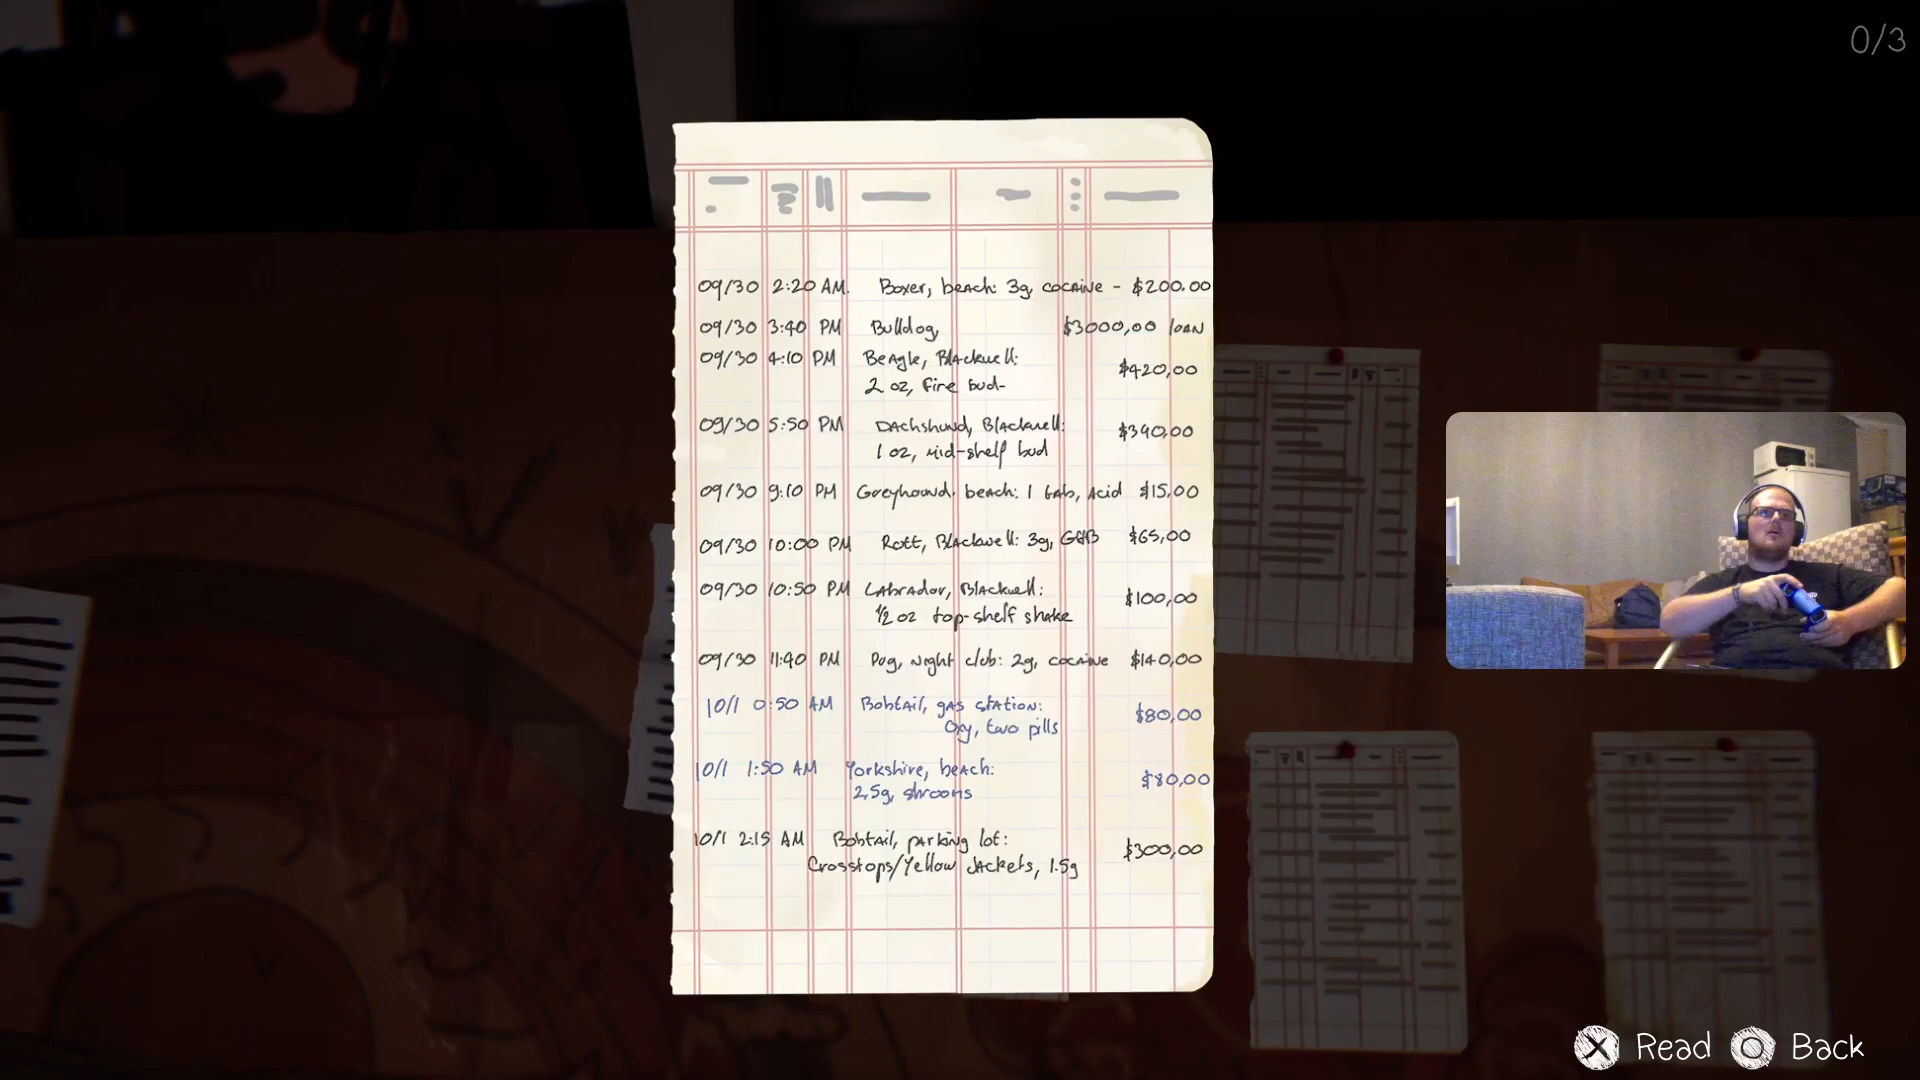 0/3
09/30 2:20 AM. Boxer, beach: 3g, cocaine - $200.00
09/30 3:40 PM Bulldog, $3000,00 loan
09/30 4:10 PM Beagle, Blackwell: $420,00
2 oz, fire bud-
09/30 5:50 PM Dachshund, Blackwell: $390,00
1 oz, mid-shelf bud
09/30 9:10 PM Greyhound, beach: 1 tab, acid $15.00
09/30 10:00 PM Rott, Blackwell: 3g, GHB $65,00
09/30 10:50 PM Labrador, Blackwell: $100,00
1/2 oz top-shelf shake
09/30 11:40 PM Pug, night club: 2g, cocaine $140,00
10/1 0:50 AM Bobtail, gas station: $80,00
Oxy, two pills
10/1 1:50 AM Yorkshire, beach: $80,00
2,5g, shrooms
10/1 2:15 AM Bobtail, parking lot: $300,00
Crosstops/Yellow Jackets, 1.5g
X Read O Back